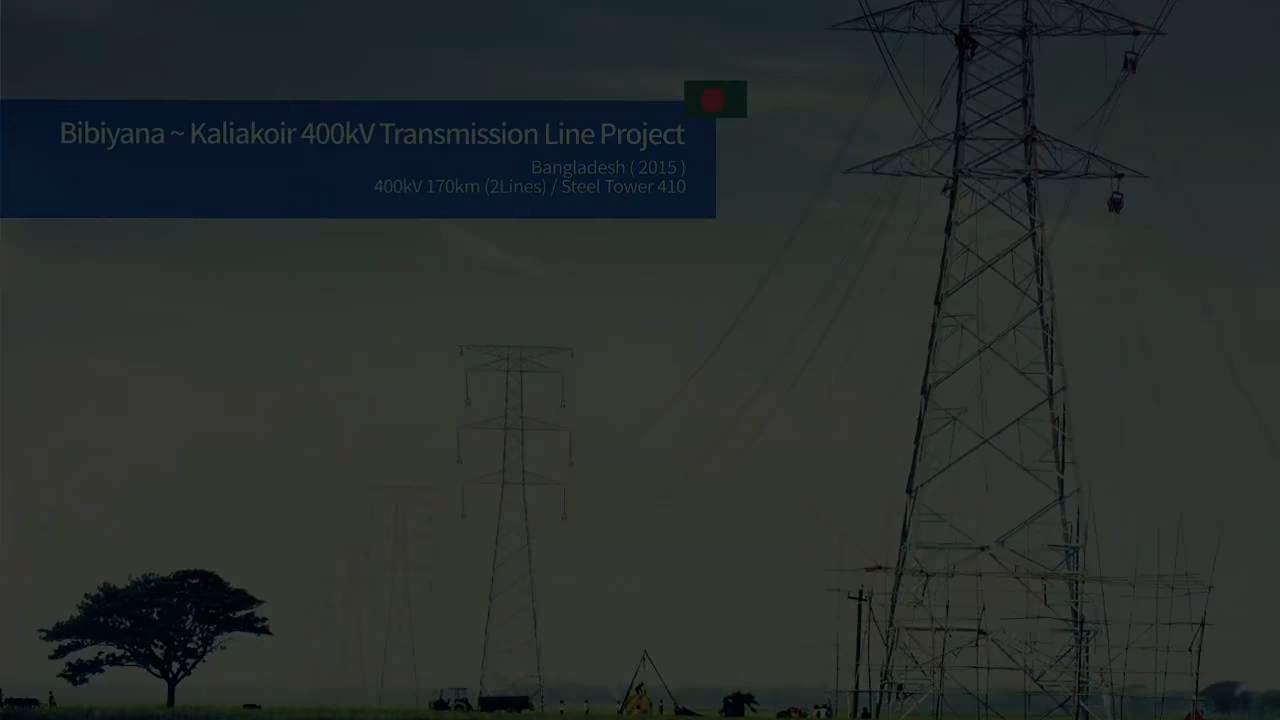 Bibiyana ~ Kaliakoir 400kV Transmission Line Project
Bangladesh ( 2015 )
400kV 170km (2Lines) / Steel Tower 410